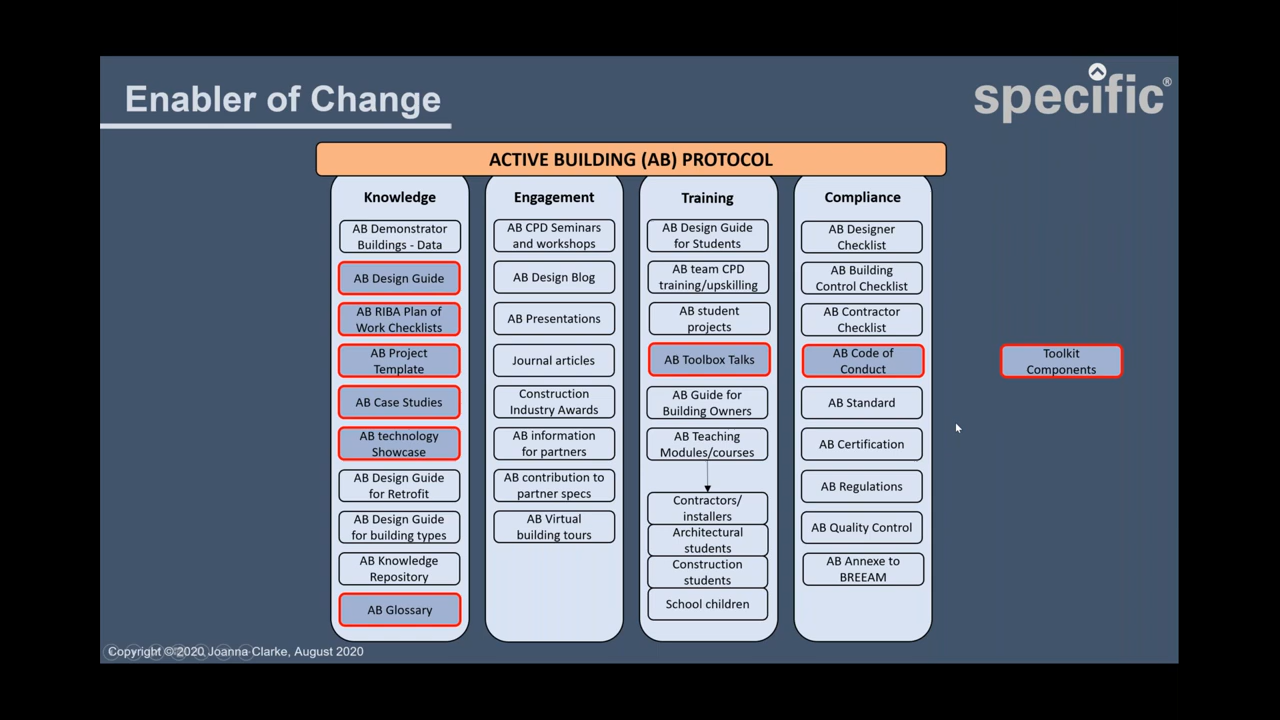 Enabler of Change
specific®
ACTIVE BUILDING (AB) PROTOCOL
Knowledge
AB Demonstrator
Buildings - Data
AB Design Guide
AB RIBA Plan of
Work Checklists
AB Project
Template
AB Case Studies
AB technology
Showcase
AB Design Guide
for Retrofit
AB Design Guide
for building types
AB Knowledge
Repository
AB Glossary
Engagement
AB CPD Seminars
and workshops
AB Design Blog
AB Presentations
Journal articles
Construction
Industry Awards
AB information
for partners
AB contribution to
partner specs
AB Virtual
building tours
Training
AB Design Guide
for Students
AB team CPD
training/upskilling
AB student
projects
AB Toolbox Talks
AB Guide for
Building Owners
AB Teaching
Modules/courses
Contractors/
installers
Architectural
students
Construction
students
School children
Compliance
AB Designer
Checklist
AB Building
Control Checklist
AB Contractor
Checklist
AB Code of
Conduct
AB Standard
AB Certification
AB Regulations
AB Quality Control
AB Annexe to
BREEAM
Toolkit
Components
Copyright ©2020 Joanna Clarke, August 2020